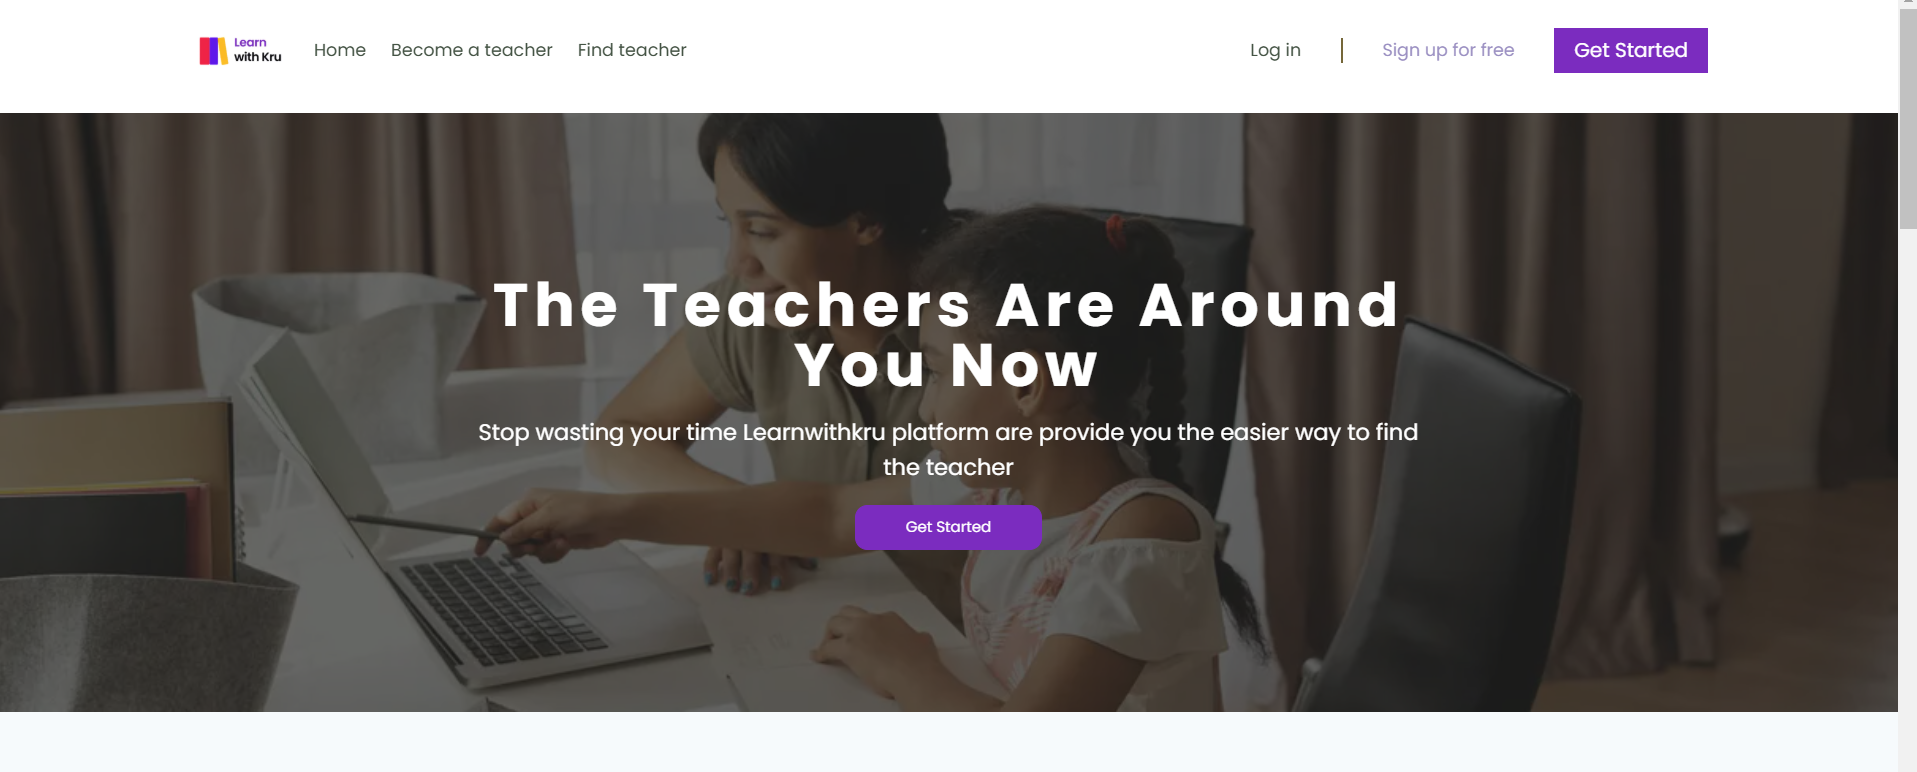 Learn
with Kru
Home Become a teacher Find teacher Log in Sign up for free Get Started
The Teachers Are Around
You Now
Stop wasting your time Learnwithkru platform are provide you the easier way to find
the teacher
Get Started